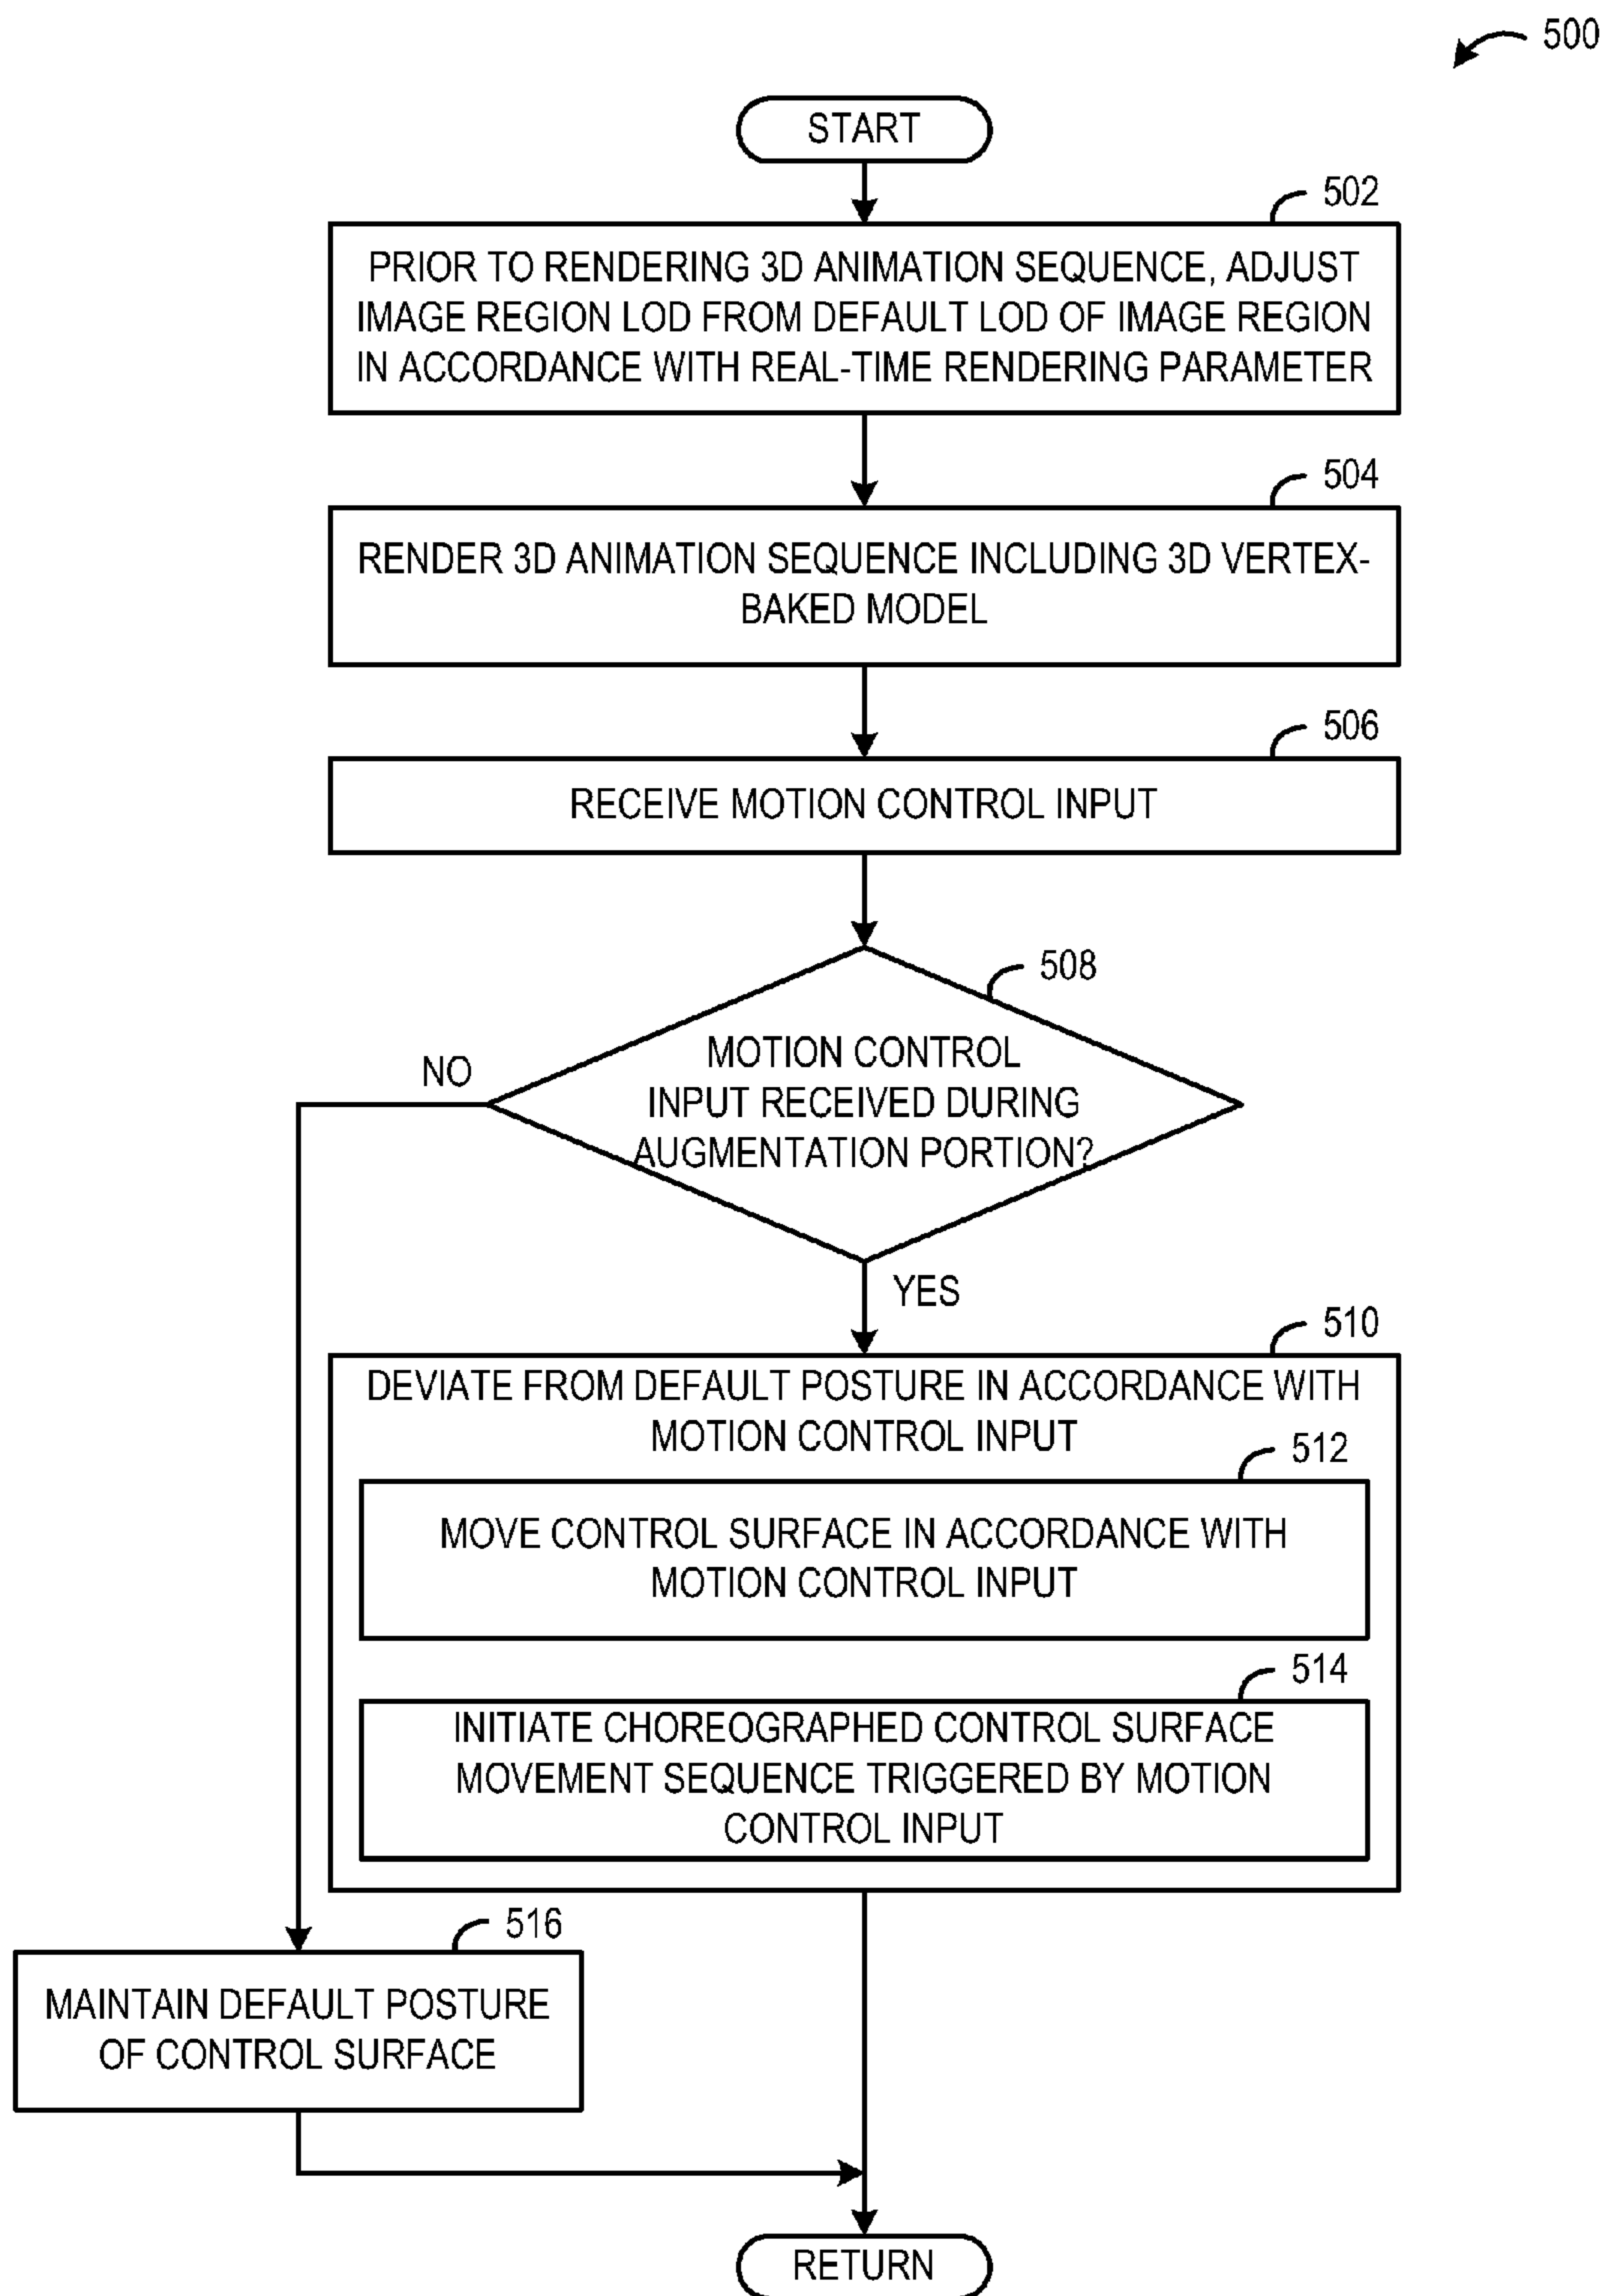 500
START
502
PRIOR TO RENDERING 3D ANIMATION SEQUENCE, ADJUST
IMAGE REGION LOD FROM DEFAULT LOD OF IMAGE REGION
IN ACCORDANCE WITH REAL-TIME RENDERING PARAMETER
504
RENDER 3D ANIMATION SEQUENCE INCLUDING 3D VERTEX-
BAKED MODEL
506
RECEIVE MOTION CONTROL INPUT
508
MOTION CONTROL
INPUT RECEIVED DURING
AUGMENTATION PORTION?
NO
YES
510
DEVIATE FROM DEFAULT POSTURE IN ACCORDANCE WITH
MOTION CONTROL INPUT
512
MOVE CONTROL SURFACE IN ACCORDANCE WITH
MOTION CONTROL INPUT
514
INITIATE CHOREOGRAPHED CONTROL SURFACE
MOVEMENT SEQUENCE TRIGGERED BY MOTION
CONTROL INPUT
516
MAINTAIN DEFAULT POSTURE
OF CONTROL SURFACE
RETURN